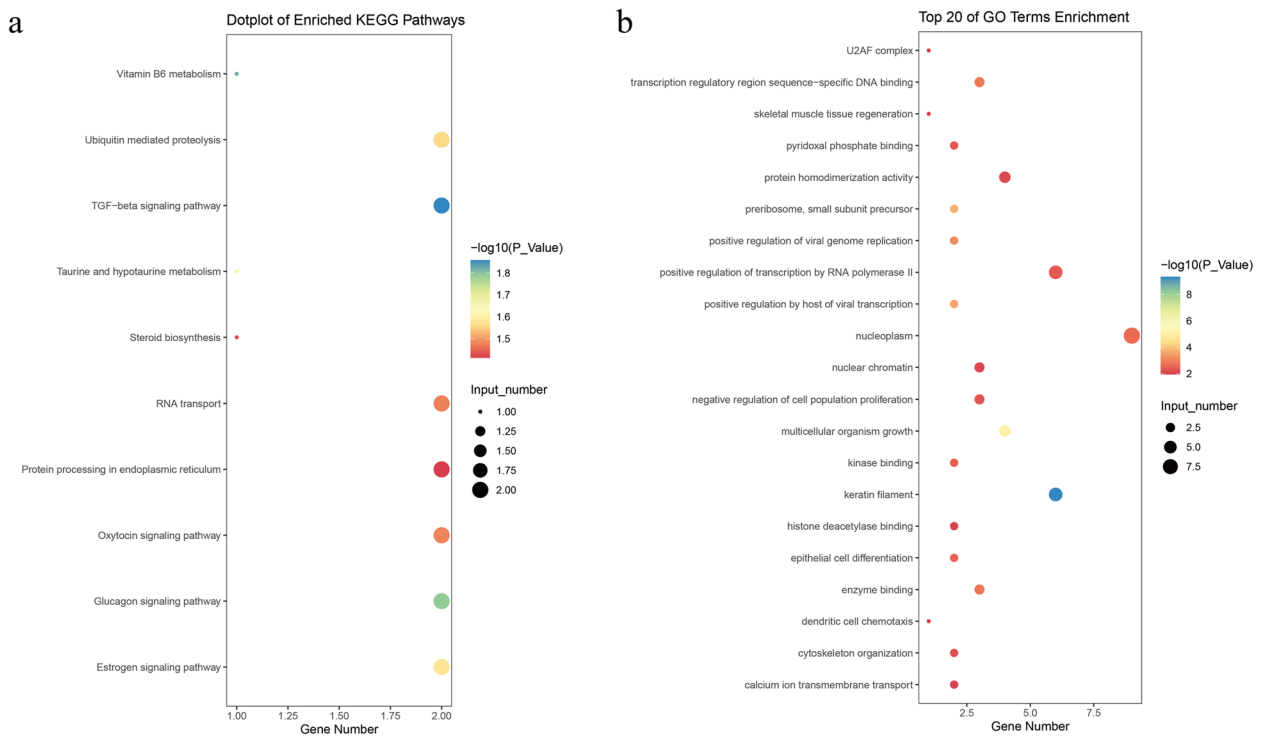 a
Dotplot of Enriched KEGG Pathways
Vitamin B6 metabolism
Ubiquitin mediated proteolysis
TGF−beta signaling pathway
Taurine and hypotaurine metabolism
Steroid biosynthesis
RNA transport
Protein processing in endoplasmic reticulum
Oxytocin signaling pathway
Glucagon signaling pathway
Estrogen signaling pathway
1.00 1.25 1.50 1.75 2.00
Gene Number
−log10(P_Value)
1.8
1.7
1.6
1.5
Input_number
1.00
1.25
1.50
1.75
2.00
b
Top 20 of GO Terms Enrichment
U2AF complex
transcription regulatory region sequence−specific DNA binding
skeletal muscle tissue regeneration
pyridoxal phosphate binding
protein homodimerization activity
preribosome, small subunit precursor
positive regulation of viral genome replication
positive regulation of transcription by RNA polymerase II
positive regulation by host of viral transcription
nucleoplasm
nuclear chromatin
negative regulation of cell population proliferation
multicellular organism growth
kinase binding
keratin filament
histone deacetylase binding
epithelial cell differentiation
enzyme binding
dendritic cell chemotaxis
cytoskeleton organization
calcium ion transmembrane transport
2.5 5.0 7.5
Gene Number
−log10(P_Value)
8
6
4
2
Input_number
2.5
5.0
7.5